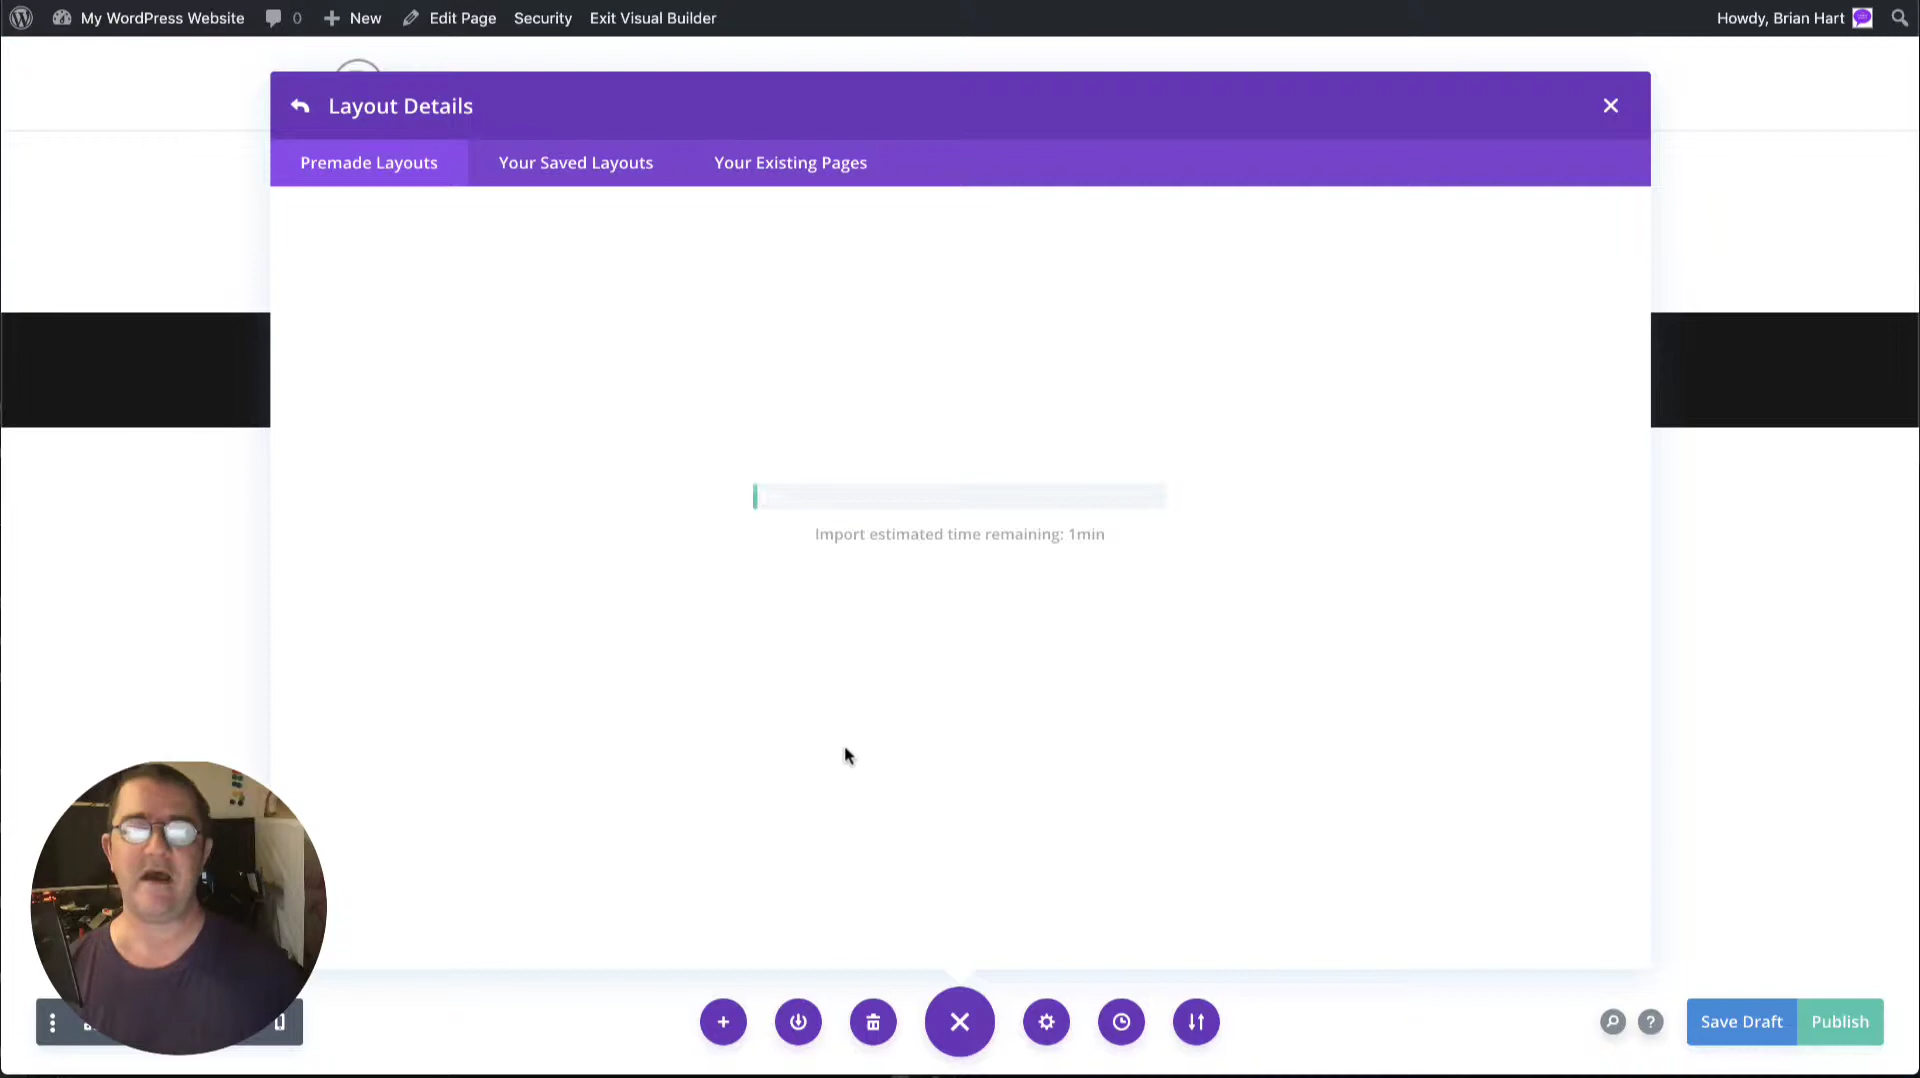 My WordPress Website 0 New Edit Page Security Exit Visual Builder Howdy, Brian Hart
Layout Details
Premade Layouts Your Saved Layouts Your Existing Pages
Import estimated time remaining: 1min
Save Draft Publish